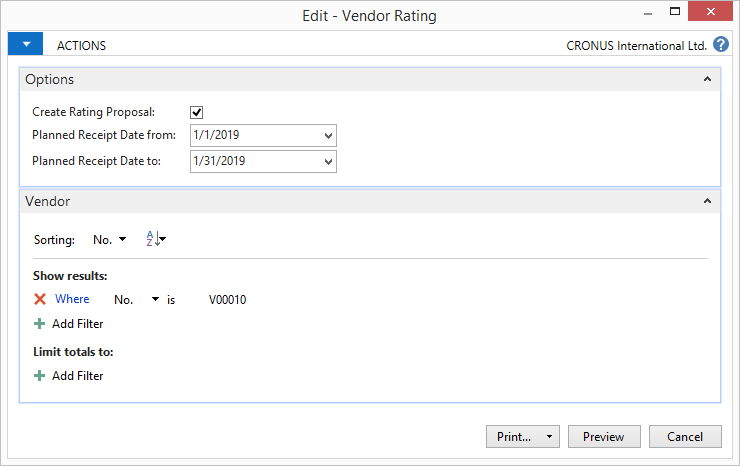 Edit - Vendor Rating
ACTIONS
CRONUS International Ltd. ?
Options
Create Rating Proposal:
Planned Receipt Date from: 1/1/2019
Planned Receipt Date to: 1/31/2019
Vendor
Sorting: No. AZ
Show results:
Where No. is V00010
Add Filter
Limit totals to:
Add Filter
Print... Preview Cancel